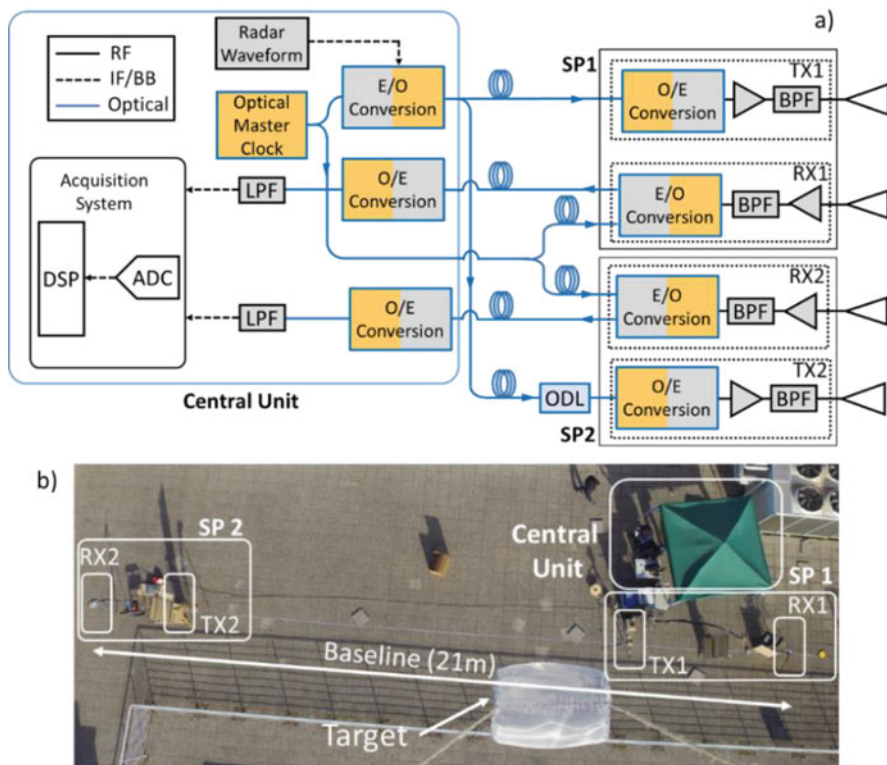 a)
RF
IF/BB
Optical
Radar
Waveform
Optical
Master
Clock
E/O
Conversion
SP1
O/E
Conversion
BPF
TX1
Acquisition
System
DSP
ADC
LPF
O/E
Conversion
E/O
Conversion
BPF
RX1
LPF
O/E
Conversion
E/O
Conversion
BPF
RX2
Central Unit
ODL
SP2
O/E
Conversion
BPF
TX2
b)
SP 2
RX2
TX2
Central
Unit
SP 1
RX1
TX1
Baseline (21m)
Target